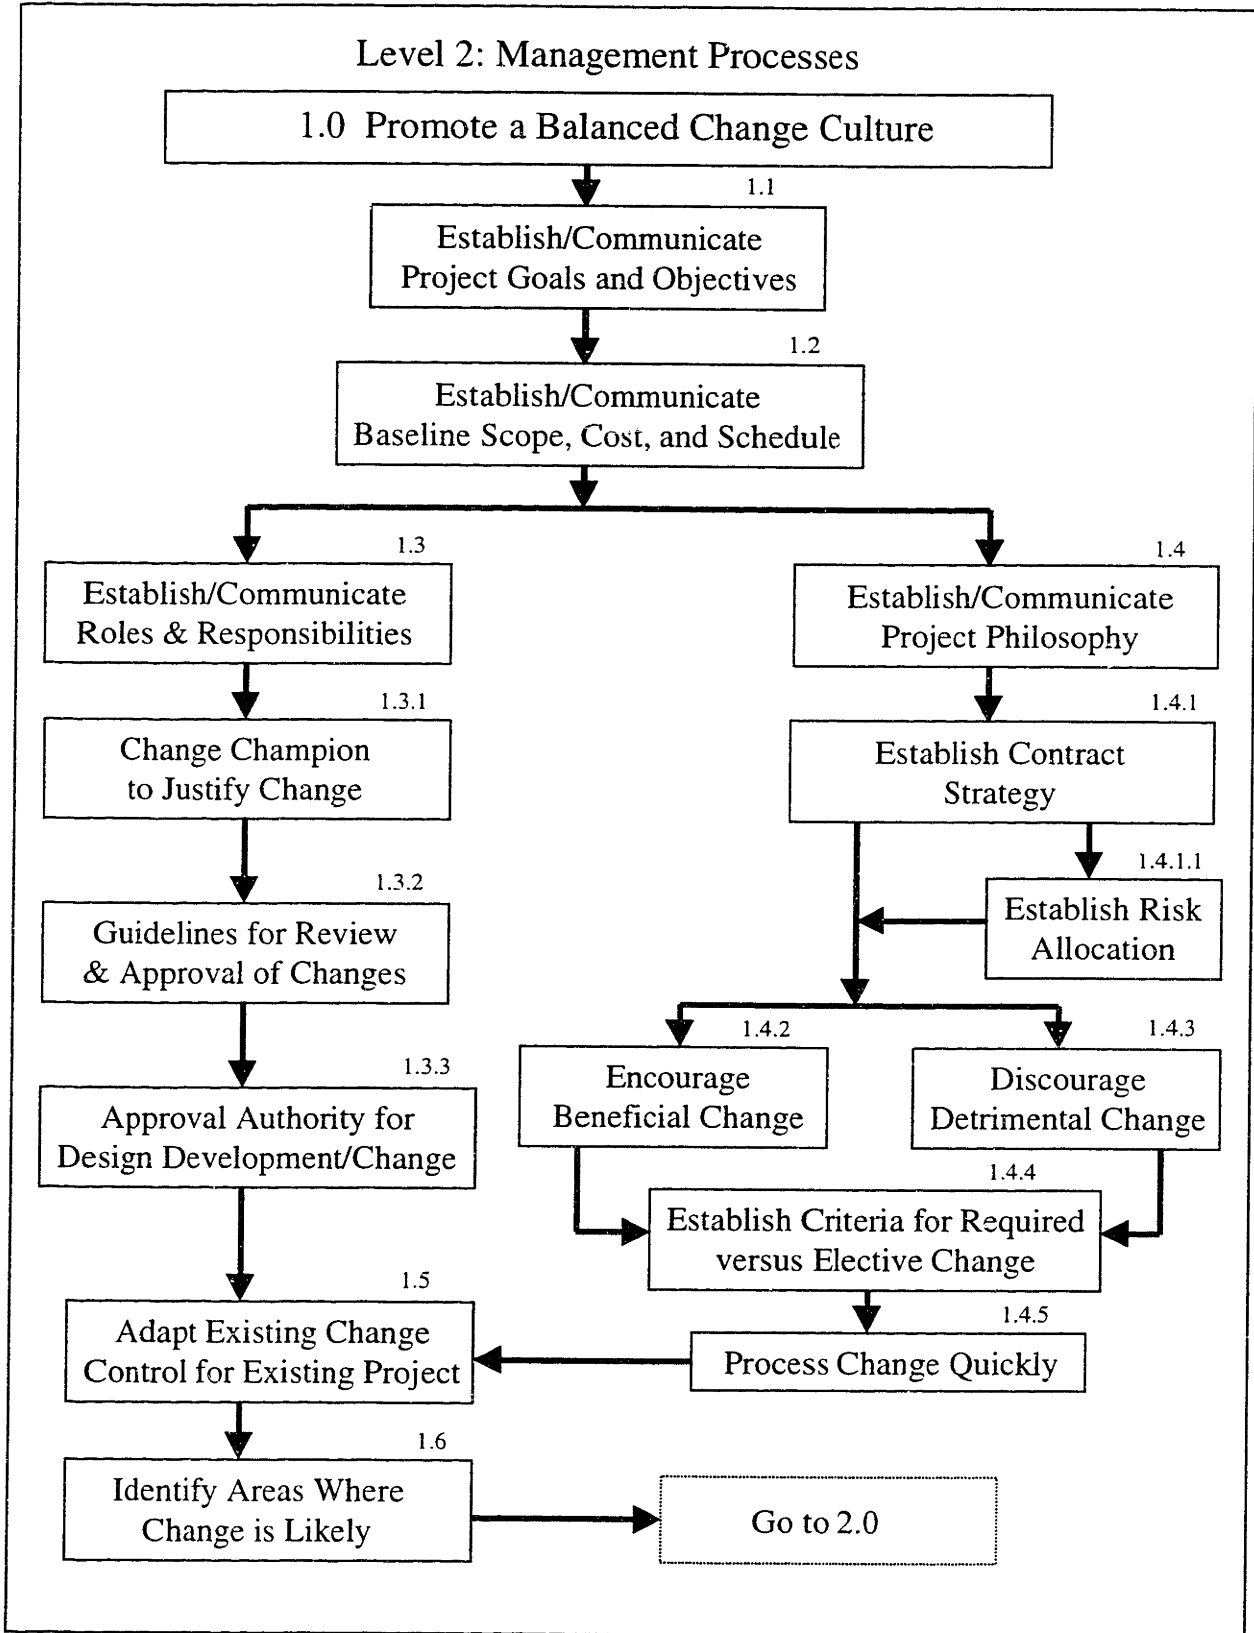 Level 2: Management Processes
1.0 Promote a Balanced Change Culture
1.1
Establish/Communicate
Project Goals and Objectives
1.2
Establish/Communicate
Baseline Scope, Cost, and Schedule
1.3
Establish/Communicate
Roles & Responsibilities
1.4
Establish/Communicate
Project Philosophy
1.3.1
Change Champion
to Justify Change
1.4.1
Establish Contract
Strategy
1.3.2
Guidelines for Review
& Approval of Changes
1.4.1.1
Establish Risk
Allocation
1.3.3
Approval Authority for
Design Development/Change
1.4.2
Encourage
Beneficial Change
1.4.3
Discourage
Detrimental Change
1.4.4
Establish Criteria for Required
versus Elective Change
1.5
Adapt Existing Change
Control for Existing Project
1.4.5
Process Change Quickly
1.6
Identify Areas Where
Change is Likely
Go to 2.0